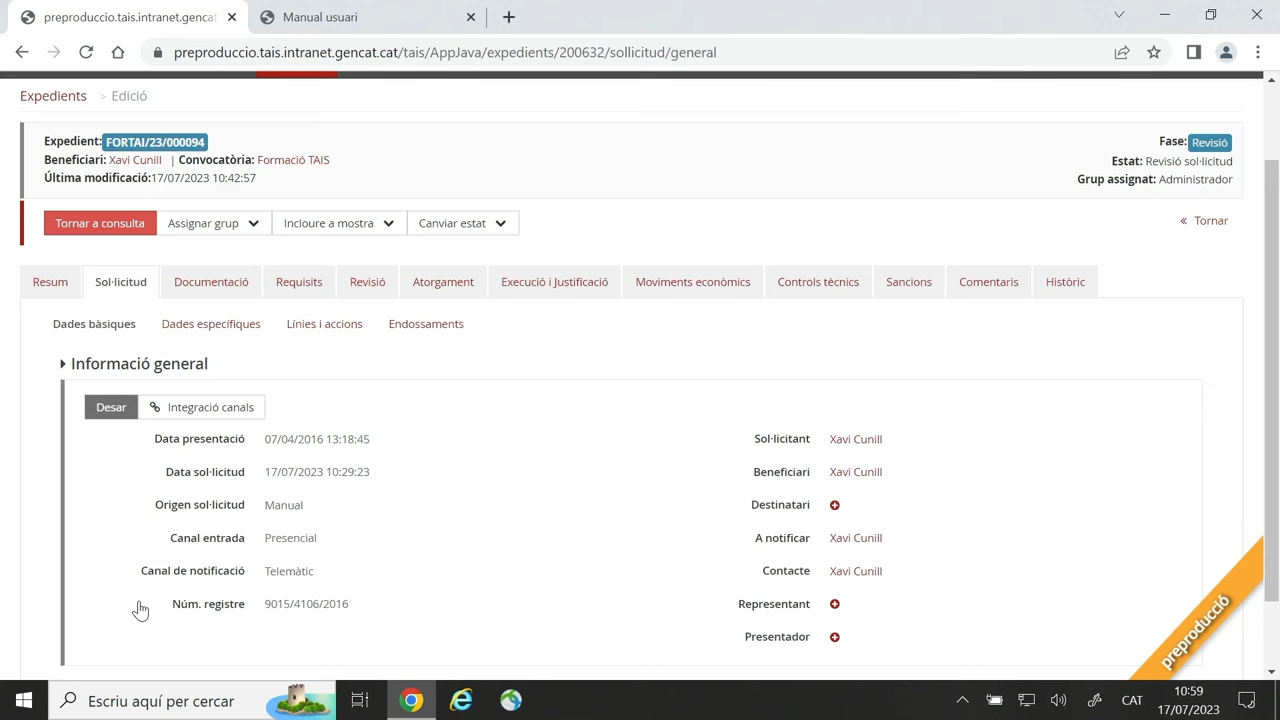 preproduccio.tais.intranet.gencat
Manual usuari
preproduccio.tais.intranet.gencat.cat/tais/AppJava/expedients/200632/sollicitud/general
Expedients > Edició
Expedient: FORTAI/23/000094
Fase: Revisió
Beneficiari: Xavi Cunill | Convocatòria: Formació TAIS
Estat: Revisió sol·licitud
Última modificació:17/07/2023 10:42:57
Grup assignat: Administrador
Tornar a consulta Assignar grup Incloure a mostra Canviar estat
« Tornar
Resum Sol·licitud Documentació Requisits Revisió Atorgament Execució i Justificació Moviments econòmics Controls tècnics Sancions Comentaris Històric
Dades bàsiques Dades específiques Línies i accions Endossaments
Informació general
Desar Integració canals
Data presentació 07/04/2016 13:18:45
Sol·licitant Xavi Cunill
Data sol·licitud 17/07/2023 10:29:23
Beneficiari Xavi Cunill
Origen sol·licitud Manual
Destinatari
Canal entrada Presencial
A notificar Xavi Cunill
Canal de notificació Telemàtic
Contacte Xavi Cunill
Núm. registre 9015/4106/2016
Representant
Presentador
preproducció
Escriu aquí per cercar
CAT
10:59
17/07/2023